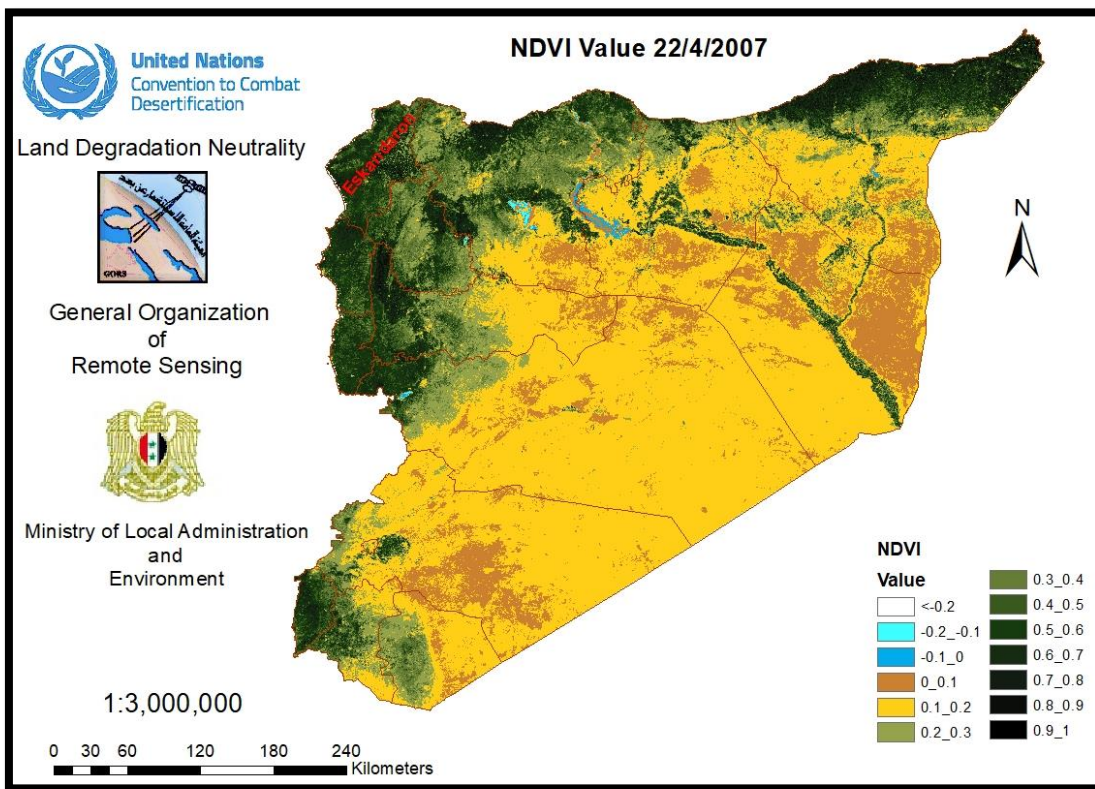 NDVI Value 22/4/2007
United Nations
Convention to Combat
Desertification
Land Degradation Neutrality
GORS
General Organization
of
Remote Sensing
Ministry of Local Administration
and
Environment
1:3,000,000
0 30 60 120 180 240
Kilometers
Eskandaron
N
NDVI
Value
<-0.2
-0.2_-0.1
-0.1_0
0_0.1
0.1_0.2
0.2_0.3
0.3_0.4
0.4_0.5
0.5_0.6
0.6_0.7
0.7_0.8
0.8_0.9
0.9_1